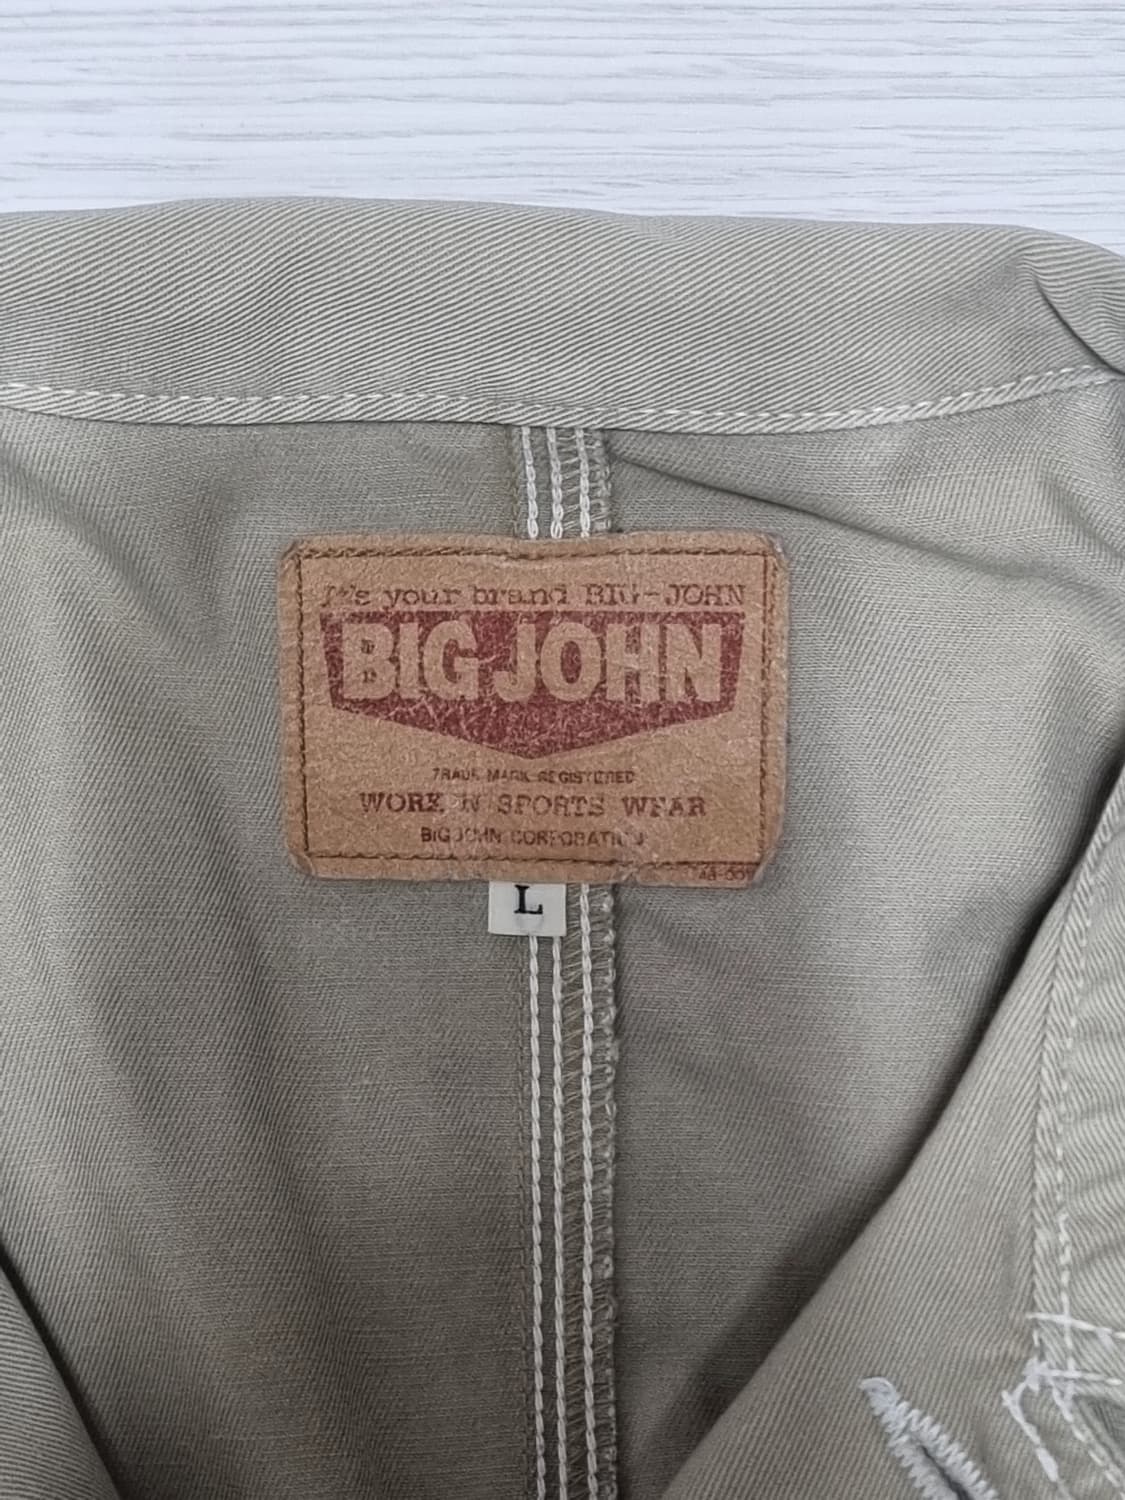 It's your brand BIG-JOHN
BIG JOHN
TRADE MARK REGISTERED
WORK N SPORTS WEAR
BIG JOHN CORPORATION
L